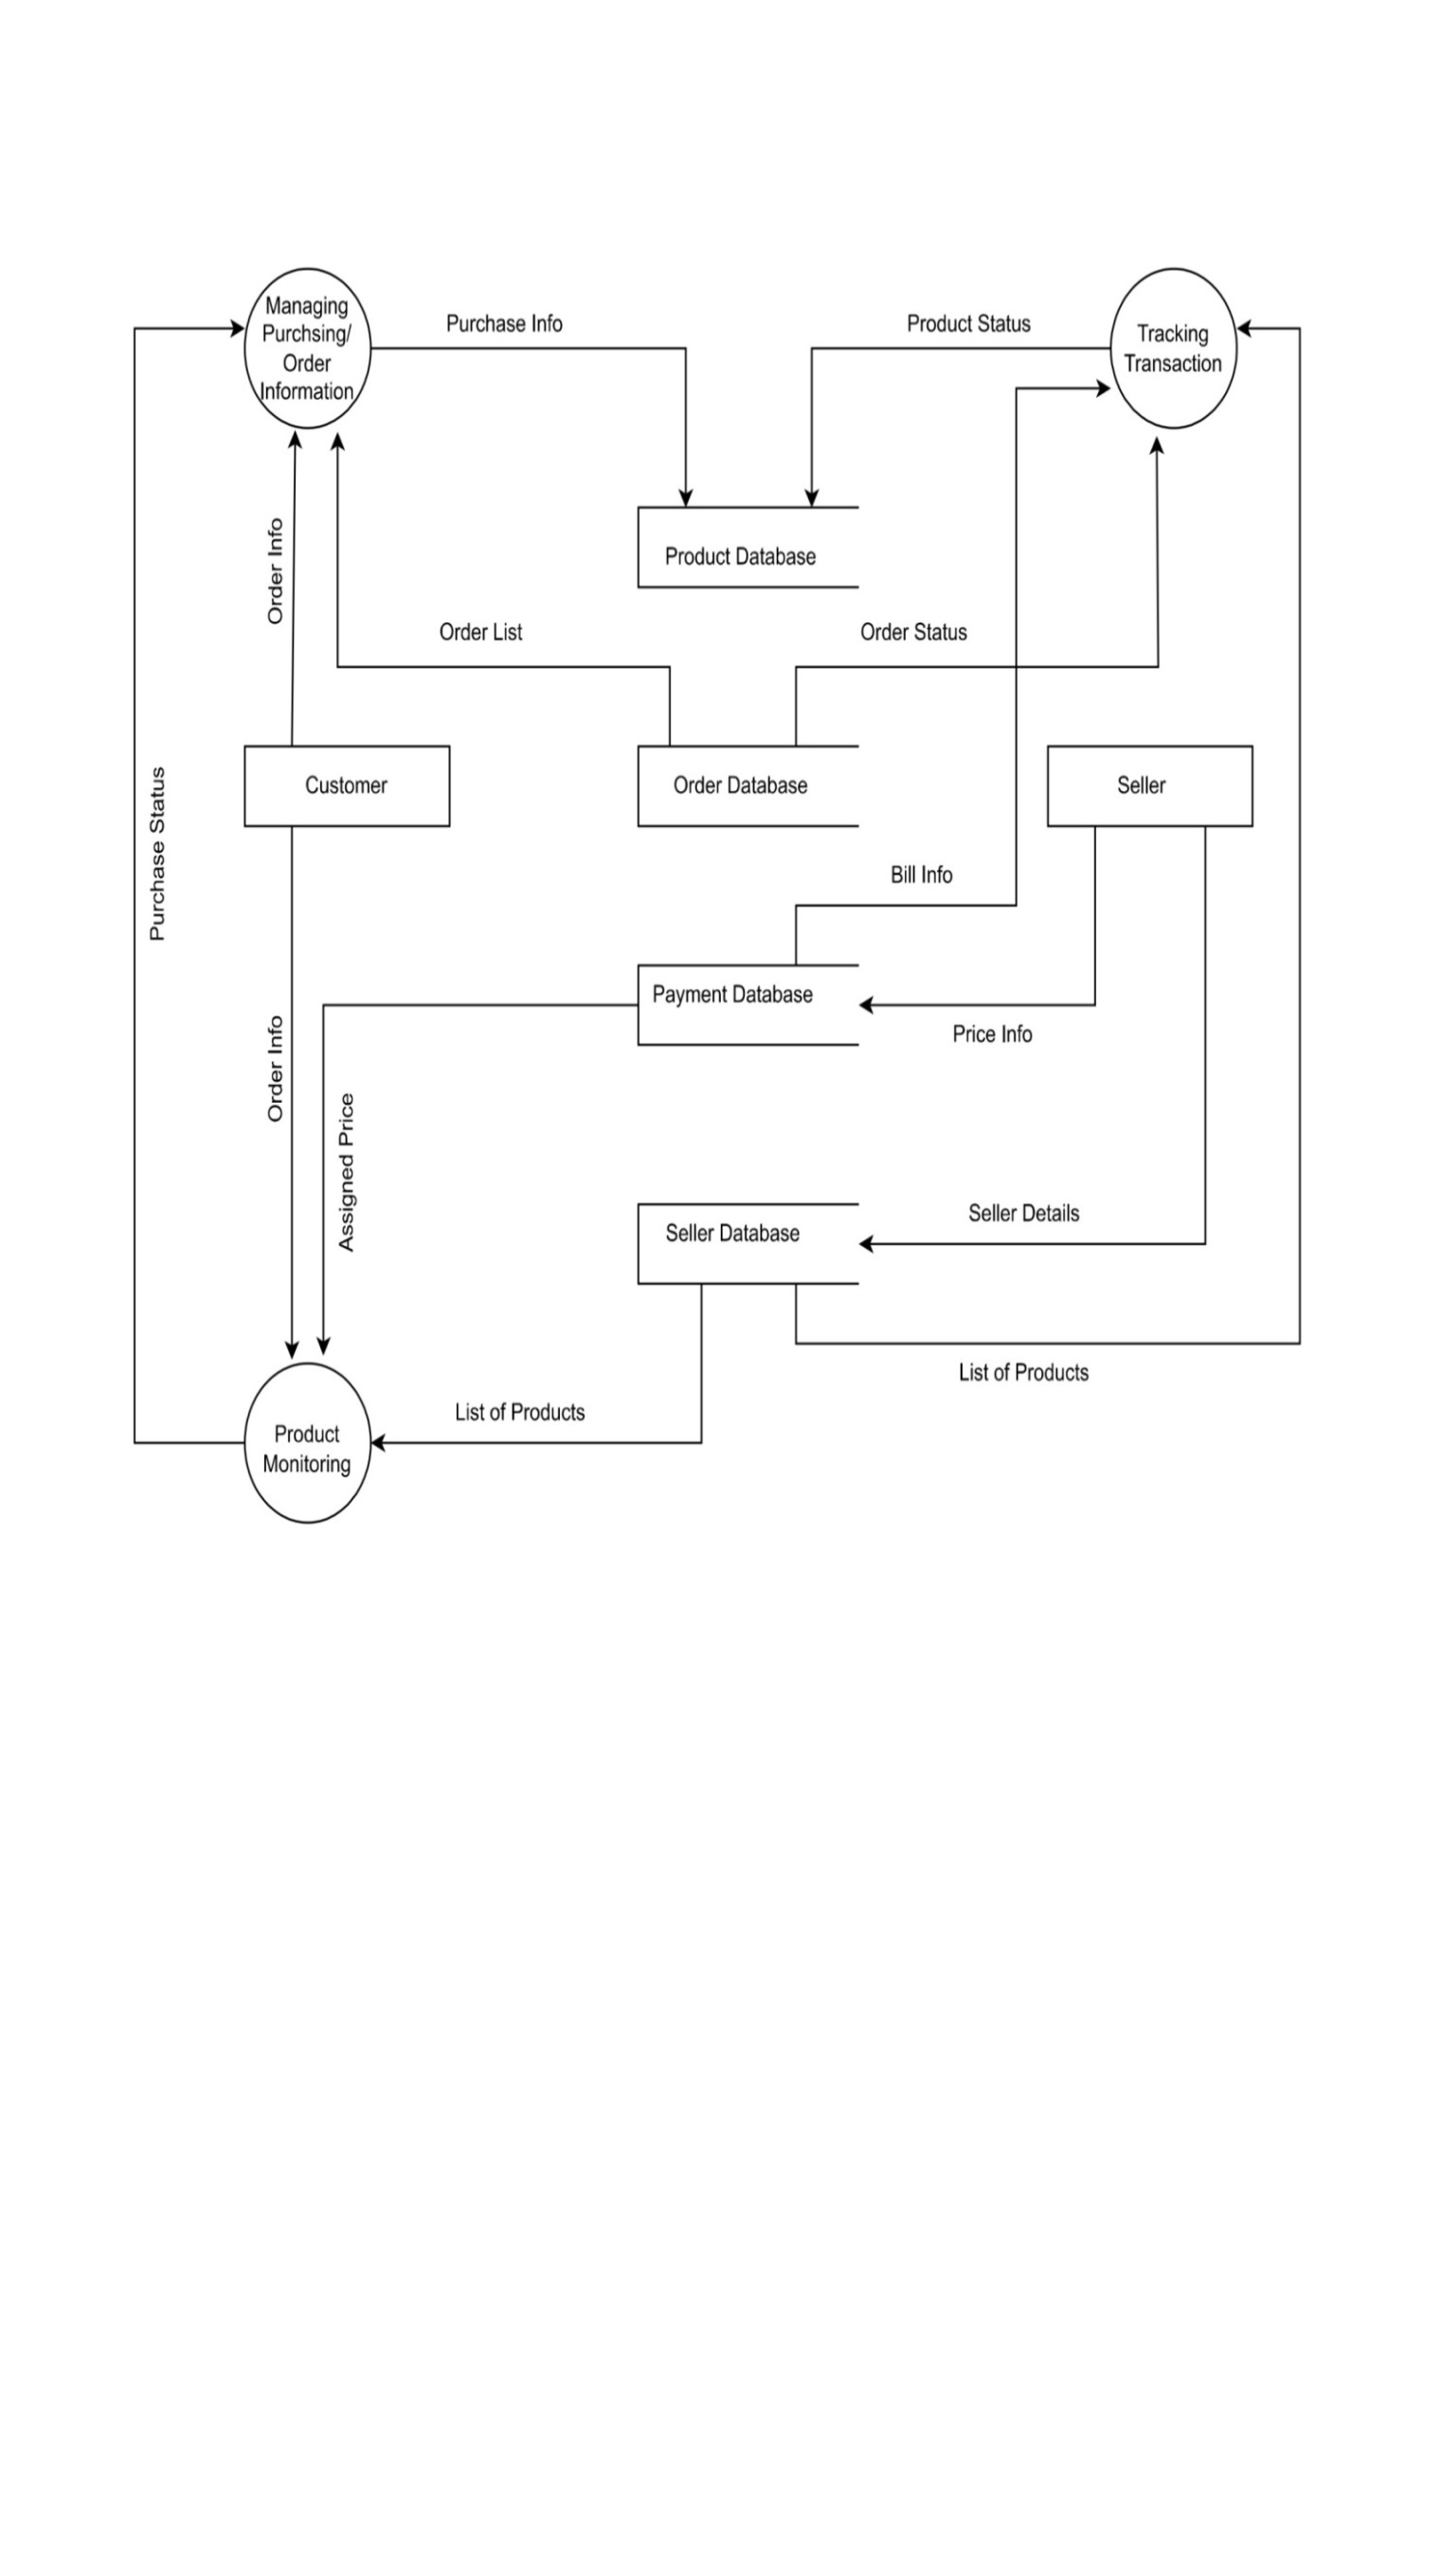 Managing
Purchsing/
Order
Information
Purchase Info
Product Status
Tracking
Transaction
Order Info
Product Database
Order List
Order Status
Customer
Order Database
Seller
Purchase Status
Bill Info
Payment Database
Price Info
Order Info
Assigned Price
Seller Database
Seller Details
List of Products
List of Products
Product
Monitoring